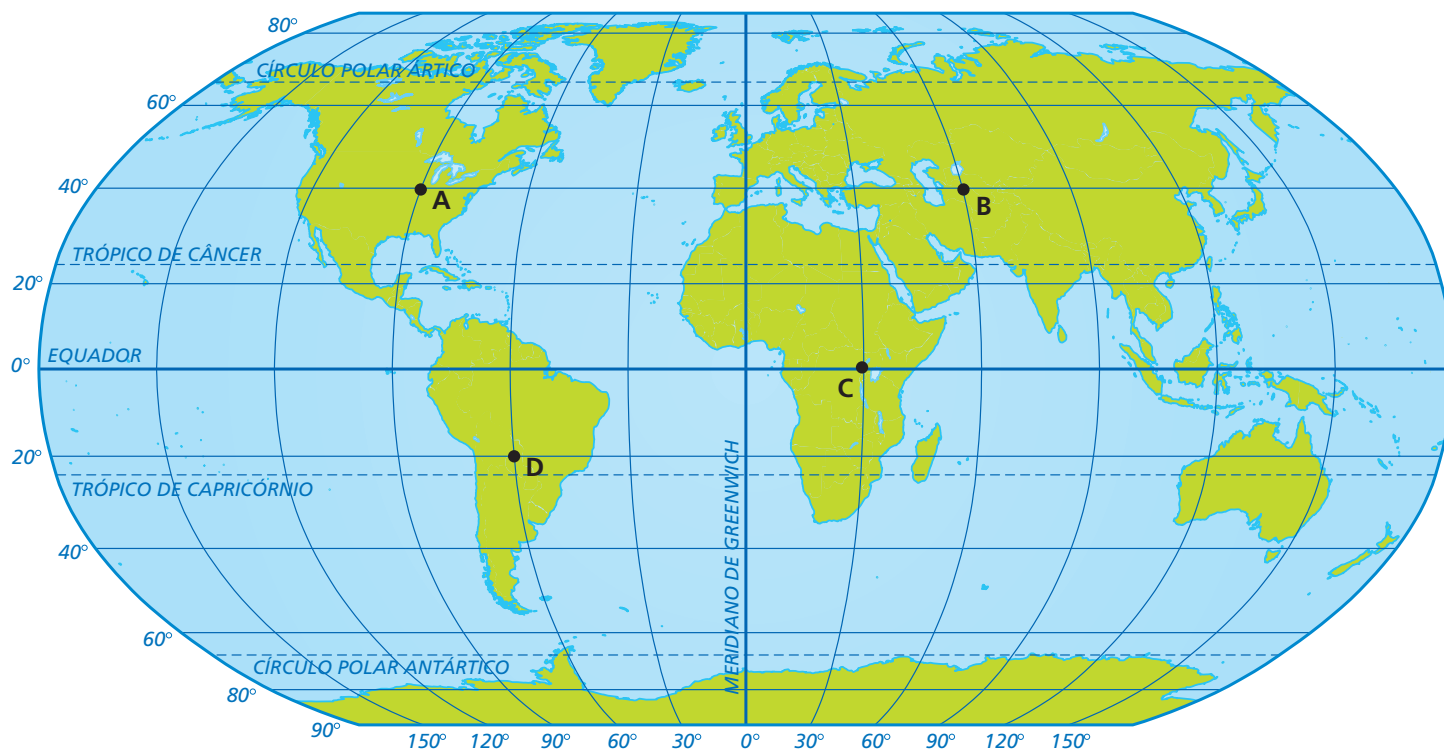 80°
CÍRCULO POLAR ÁRTICO
60°
40°
A
B
TRÓPICO DE CÂNCER
20°
EQUADOR
0°
C
20°
D
TRÓPICO DE CAPRICÓRNIO
MERIDIANO DE GREENWICH
40°
60°
CÍRCULO POLAR ANTÁRTICO
80°
90°
150° 120° 90° 60° 30° 0° 30° 60° 90° 120° 150°